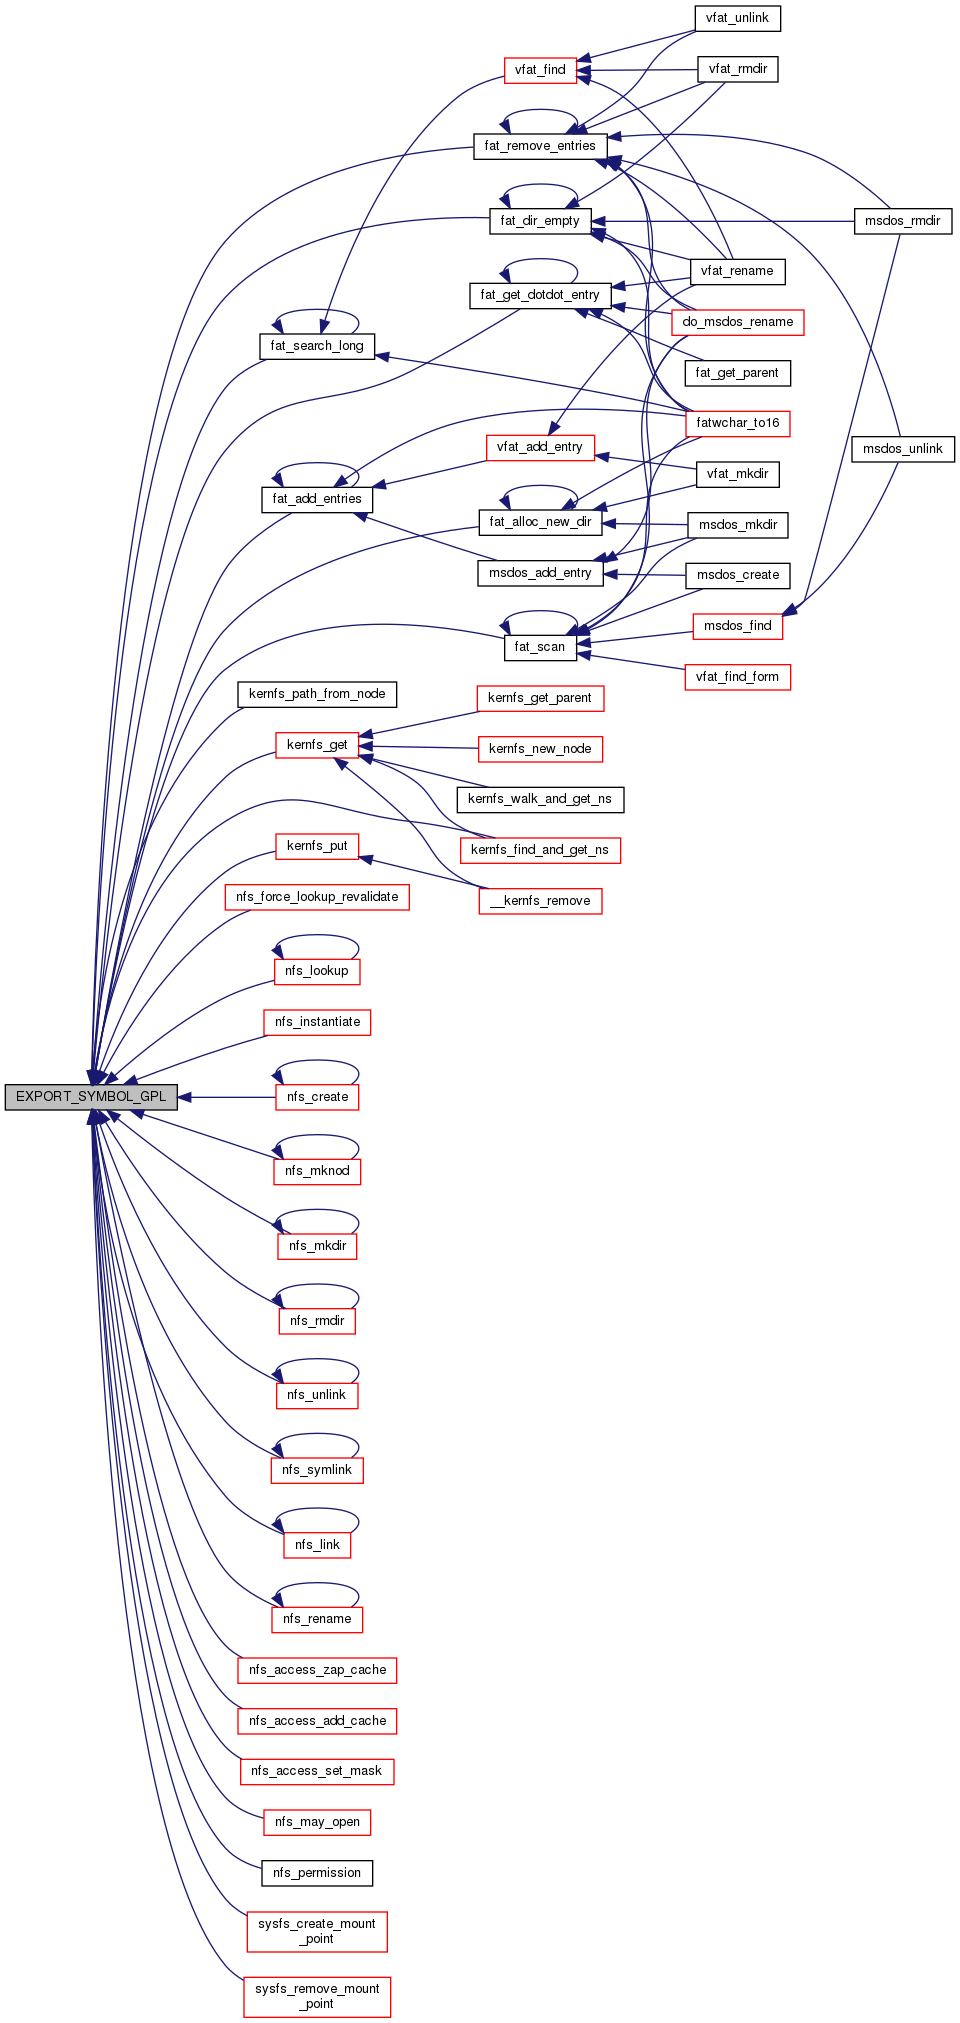 vfat_unlink
vfat_find
vfat_rmdir
fat_remove_entries
fat_dir_empty
msdos_rmdir
vfat_rename
fat_get_dotdot_entry
do_msdos_rename
fat_search_long
fat_get_parent
fatwchar_to16
vfat_add_entry
msdos_unlink
vfat_mkdir
fat_add_entries
fat_alloc_new_dir
msdos_mkdir
msdos_add_entry
msdos_create
msdos_find
fat_scan
vfat_find_form
kernfs_path_from_node
kernfs_get_parent
kernfs_get
kernfs_new_node
kernfs_walk_and_get_ns
kernfs_put
kernfs_find_and_get_ns
nfs_force_lookup_revalidate
__kernfs_remove
nfs_lookup
nfs_instantiate
EXPORT_SYMBOL_GPL
nfs_create
nfs_mknod
nfs_mkdir
nfs_rmdir
nfs_unlink
nfs_symlink
nfs_link
nfs_rename
nfs_access_zap_cache
nfs_access_add_cache
nfs_access_set_mask
nfs_may_open
nfs_permission
sysfs_create_mount
_point
sysfs_remove_mount
_point